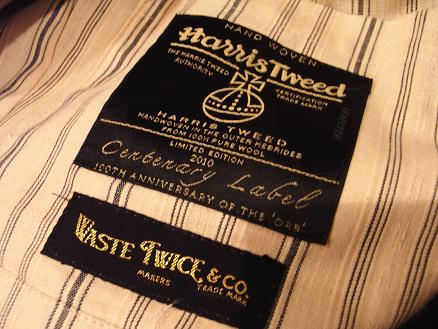 HAND WOVEN
Harris Tweed
THE HARRIS TWEED AUTHORITY
CERTIFICATION TRADE MARK
HARRIS TWEED
HANDWOVEN IN THE OUTER HEBRIDES
FROM 100% PURE WOOL
LIMITED EDITION
2010
Centenary Label
100TH ANNIVERSARY OF THE 'ORB'
WASTE TWICE & CO.
MAKERS TRADE MARK